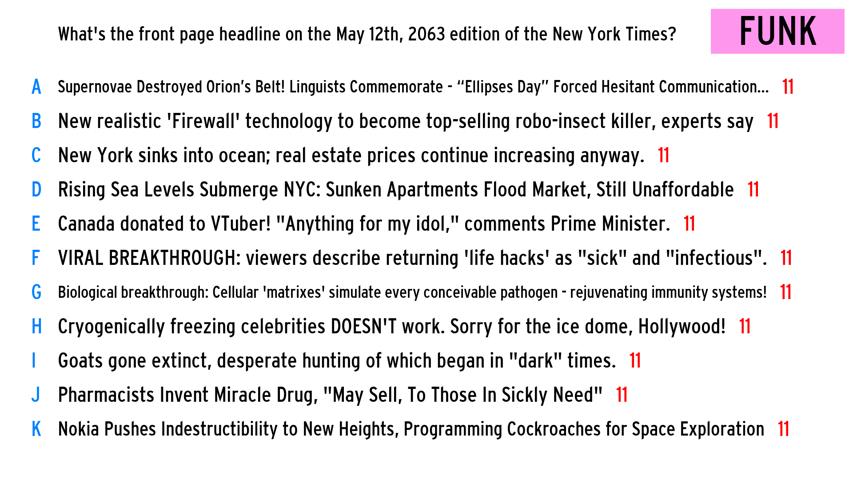 What's the front page headline on the May 12th, 2063 edition of the New York Times?
FUNK
A Supernovae Destroyed Orion’s Belt! Linguists Commemorate - “Ellipses Day” Forced Hesitant Communication... 11
B New realistic 'Firewall' technology to become top-selling robo-insect killer, experts say 11
C New York sinks into ocean; real estate prices continue increasing anyway. 11
D Rising Sea Levels Submerge NYC: Sunken Apartments Flood Market, Still Unaffordable 11
E Canada donated to VTuber! "Anything for my idol," comments Prime Minister. 11
F VIRAL BREAKTHROUGH: viewers describe returning 'life hacks' as "sick" and "infectious". 11
G Biological breakthrough: Cellular 'matrixes' simulate every conceivable pathogen - rejuvenating immunity systems! 11
H Cryogenically freezing celebrities DOESN'T work. Sorry for the ice dome, Hollywood! 11
I Goats gone extinct, desperate hunting of which began in "dark" times. 11
J Pharmacists Invent Miracle Drug, "May Sell, To Those In Sickly Need" 11
K Nokia Pushes Indestructibility to New Heights, Programming Cockroaches for Space Exploration 11